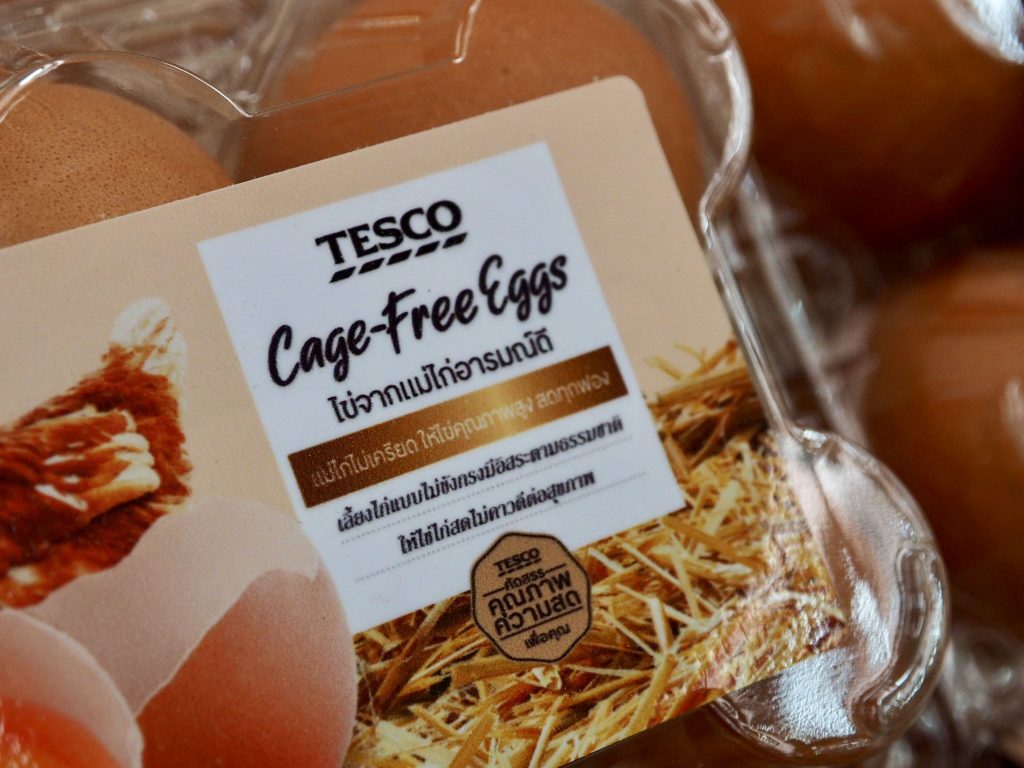 TESCO
Cage-Free Eggs
ไข่จากแม่ไก่อารมณ์ดี
แม่ไก่ไม่เครียด ให้ไข่คุณภาพสูง สดทุกฟอง
เลี้ยงไก่แบบไม่ขังกรงมีอิสระตามธรรมชาติ
ให้ไข่ไก่สดไม่คาวดีต่อสุขภาพ
TESCO
คัดสรร
คุณภาพ
ความสด
เพื่อคุณ